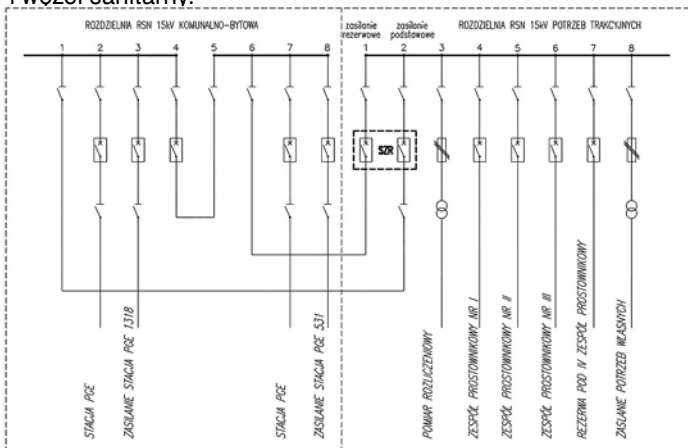 i węzeł sanitarny.
ROZDZIELNIA RSN 15kV KOMUNALNO-BYTOWA
zasilanie rezerwowe
zasilanie podstawowe
ROZDZIELNIA RSN 15kV POTRZEB TRAKCYJNYCH
1 2 3 4 5 6 7 8 1 2 3 4 5 6 7 8
SZR
STACJA PGE
ZASILANIE STACJA PGE 1318
STACJA PGE
ZASILANIE STACJA PGE 531
POMIAR ROZLICZENIOWY
ZESPÓŁ PROSTOWNIKOWY NR I
ZESPÓŁ PROSTOWNIKOWY NR II
ZESPÓŁ PROSTOWNIKOWY NR III
REZERWA POD IV ZESPÓŁ PROSTOWNIKOWY
ZASLANIE POTRZEB WŁASNYCH